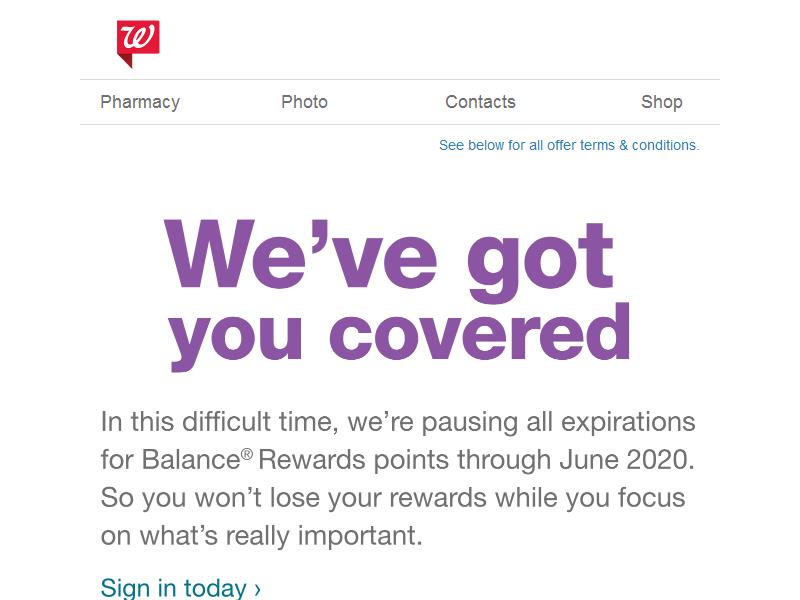 W
Pharmacy Photo Contacts Shop
See below for all offer terms & conditions.
We’ve got
you covered
In this difficult time, we’re pausing all expirations
for Balance® Rewards points through June 2020.
So you won’t lose your rewards while you focus
on what’s really important.
Sign in today ›